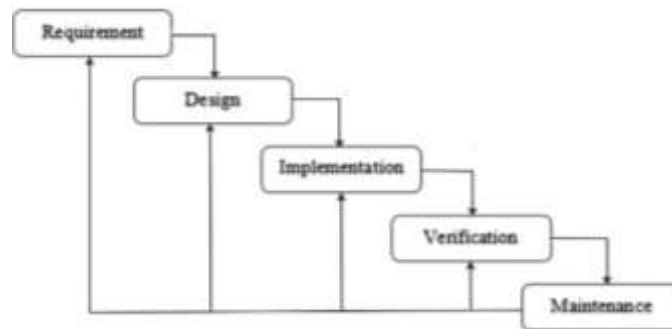 Requirement
Design
Implementation
Verification
Maintenance